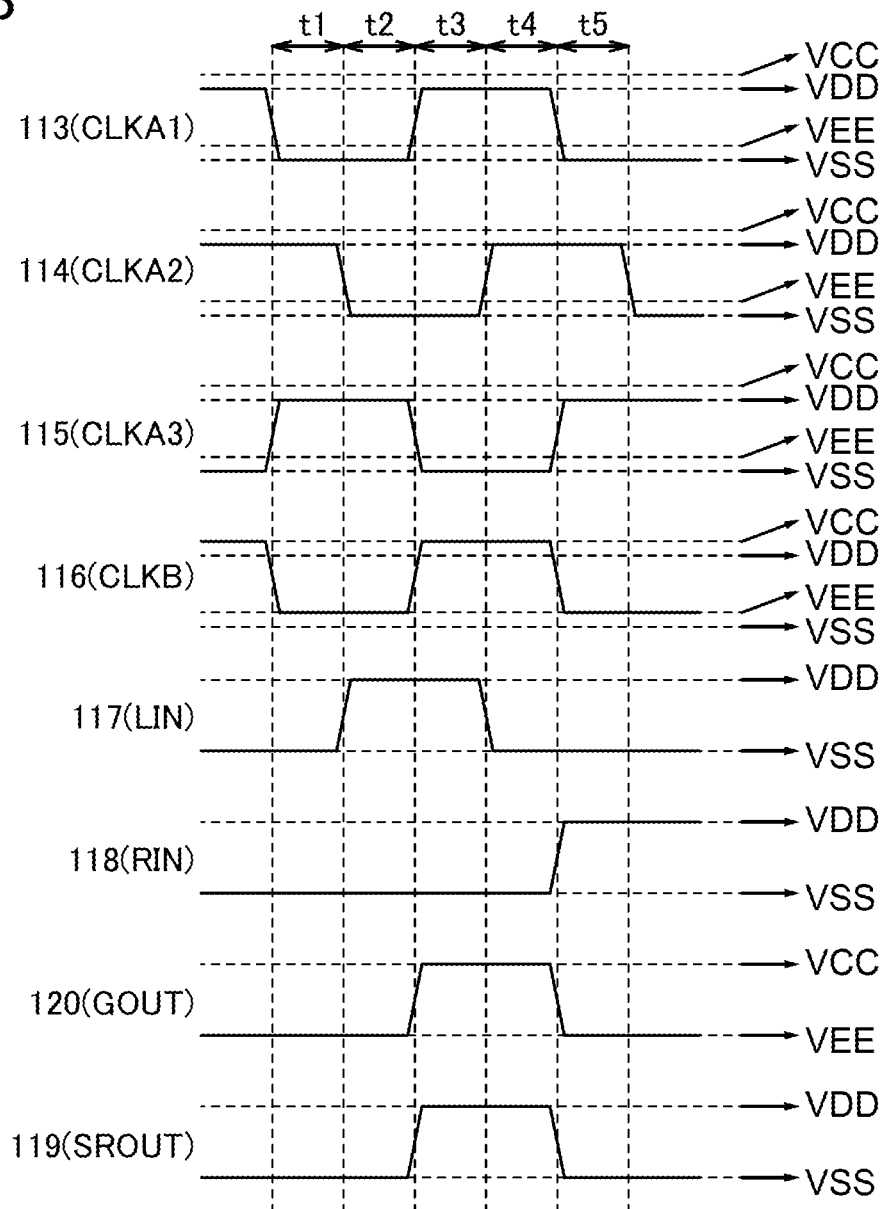 t1 t2 t3 t4 t5
113(CLKA1)
VCC
VDD
VEE
VSS
114(CLKA2)
VCC
VDD
VEE
VSS
115(CLKA3)
VCC
VDD
VEE
VSS
116(CLKB)
VCC
VDD
VEE
VSS
117(LIN)
VDD
VSS
118(RIN)
VDD
VSS
120(GOUT)
VCC
VEE
119(SROUT)
VDD
VSS